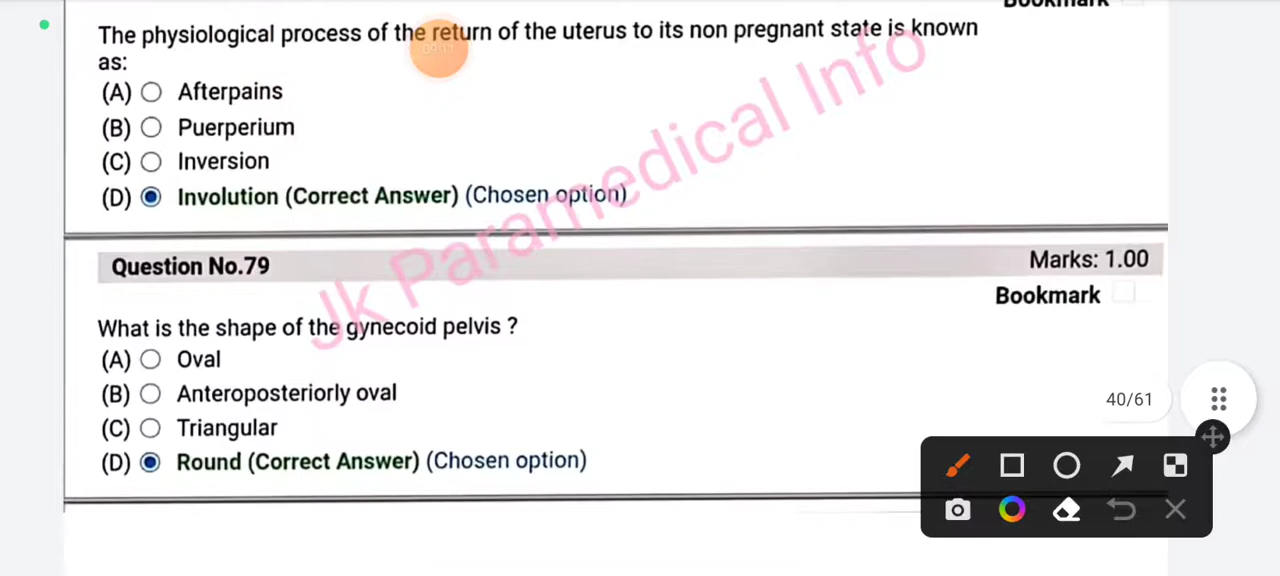 Bookmark
The physiological process of the return of the uterus to its non pregnant state is known
as:
(A) Afterpains
(B) Puerperium
(C) Inversion
(D) Involution (Correct Answer) (Chosen option)
Jk Paramedical Info
Question No.79 Marks: 1.00
Bookmark
What is the shape of the gynecoid pelvis ?
(A) Oval
(B) Anteroposteriorly oval
(C) Triangular
(D) Round (Correct Answer) (Chosen option)
40/61